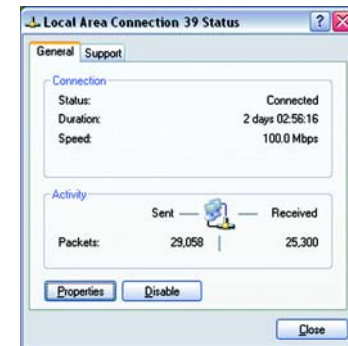 Local Area Connection 39 Status
General Support
Connection
Status: Connected
Duration: 2 days 02:56:16
Speed: 100.0 Mbps
Activity
Sent — — Received
Packets: 29,058 25,300
Properties Disable
Close